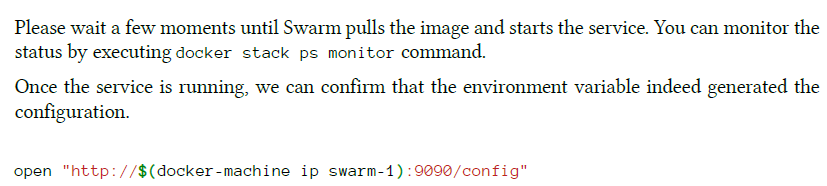 Please wait a few moments until Swarm pulls the image and starts the service. You can monitor the
status by executing docker stack ps monitor command.
Once the service is running, we can confirm that the environment variable indeed generated the
configuration.
open "http://$(docker-machine ip swarm-1):9090/config"